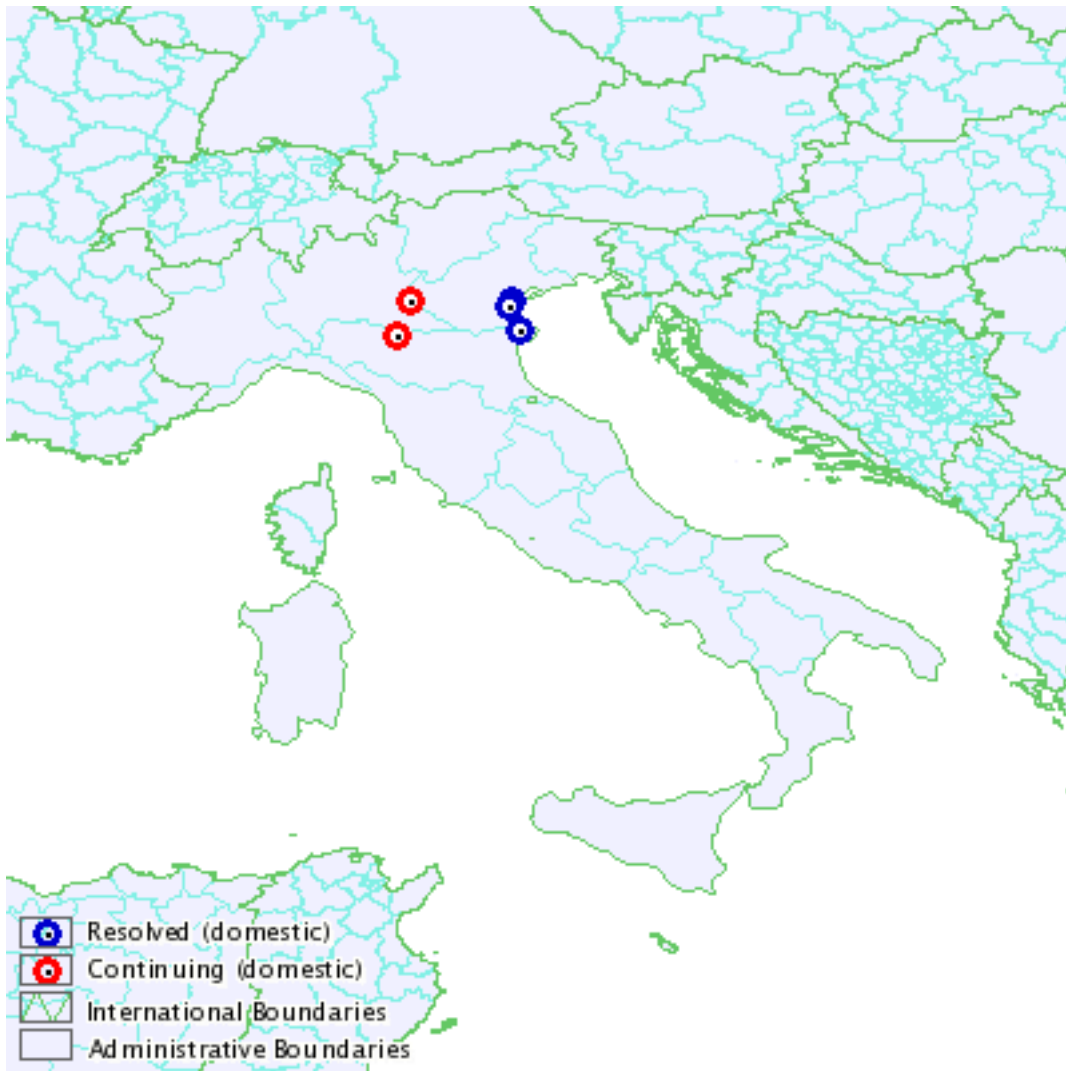 Resolved (domestic)
Continuing (domestic)
International Boundaries
Administrative Boundaries